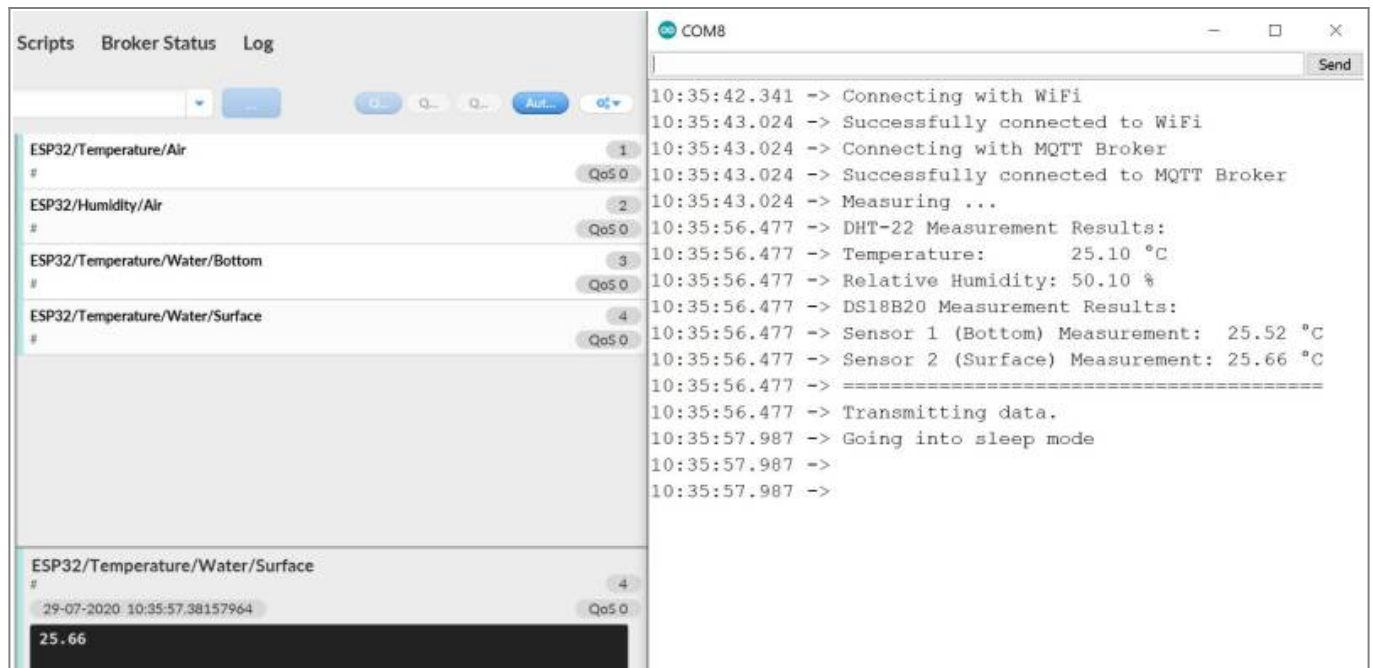 Scripts Broker Status Log
... Q... Q... Aut...
ESP32/Temperature/Air 1
# QoS 0
ESP32/Humidity/Air 2
# QoS 0
ESP32/Temperature/Water/Bottom 3
# QoS 0
ESP32/Temperature/Water/Surface 4
# QoS 0
ESP32/Temperature/Water/Surface
# 4
29-07-2020 10:35:57.38157964 QoS 0
25.66
COM8
Send
10:35:42.341 -> Connecting with WiFi
10:35:43.024 -> Successfully connected to WiFi
10:35:43.024 -> Connecting with MQTT Broker
10:35:43.024 -> Successfully connected to MQTT Broker
10:35:43.024 -> Measuring ...
10:35:56.477 -> DHT-22 Measurement Results:
10:35:56.477 -> Temperature: 25.10 °C
10:35:56.477 -> Relative Humidity: 50.10 %
10:35:56.477 -> DS18B20 Measurement Results:
10:35:56.477 -> Sensor 1 (Bottom) Measurement: 25.52 °C
10:35:56.477 -> Sensor 2 (Surface) Measurement: 25.66 °C
10:35:56.477 -> =========================================
10:35:56.477 -> Transmitting data.
10:35:57.987 -> Going into sleep mode
10:35:57.987 ->
10:35:57.987 ->